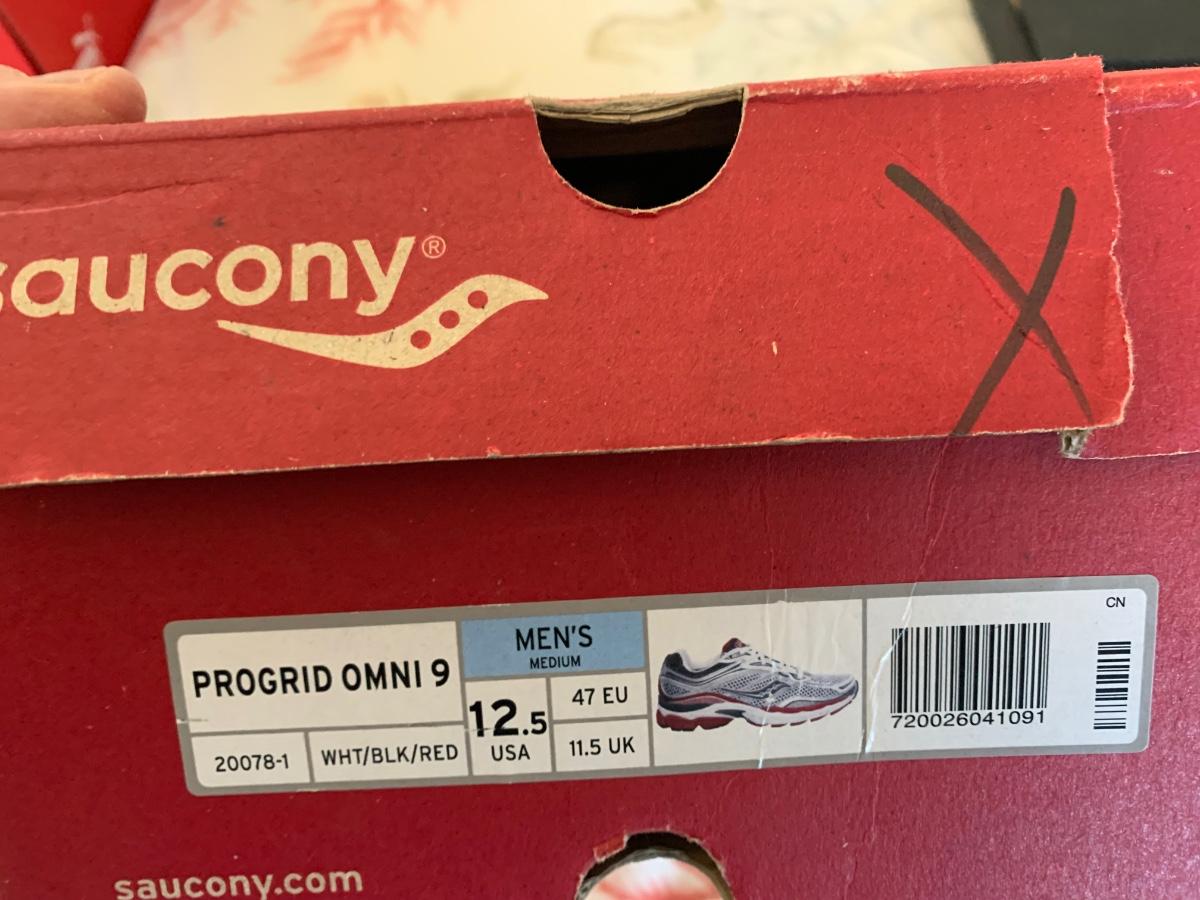 saucony®
X
PROGRID OMNI 9
20078-1
WHT/BLK/RED
MEN'S
MEDIUM
12.5
USA
47 EU
11.5 UK
CN
720026041091
saucony.com